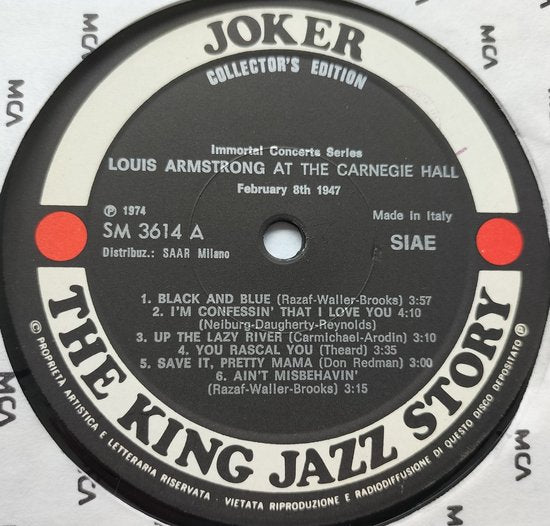 JOKER
COLLECTOR'S EDITION
Immortal Concerts Series
LOUIS ARMSTRONG AT THE CARNEGIE HALL
February 8th 1947
℗ 1974
Made in Italy
SM 3614 A
SIAE
Distribuz.: SAAR Milano
1. BLACK AND BLUE (Razaf-Waller-Brooks) 3:57
2. I'M CONFESSIN' THAT I LOVE YOU 4:10
(Neiburg-Daugherty-Reynolds)
3. UP THE LAZY RIVER (Carmichael-Arodin) 3:10
4. YOU RASCAL YOU (Theard) 3:35
5. SAVE IT, PRETTY MAMA (Don Redman) 3:00
6. AIN'T MISBEHAVIN'
(Razaf-Waller-Brooks) 3:15
THE KING JAZZ STORY
© PROPRIETA ARTISTICA E LETTERARIA RISERVATA - VIETATA RIPRODUZIONE E RADIODIFFUSIONE DI QUESTO DISCO DEPOSITATO ℗
MCA
MCA
MCA
MCA
MCA
MCA
MCA